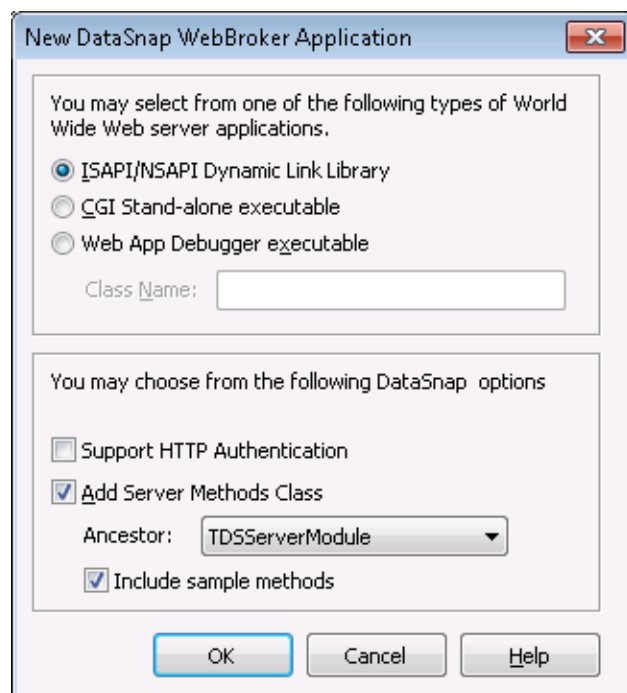 New DataSnap WebBroker Application
You may select from one of the following types of World
Wide Web server applications.
ISAPI/NSAPI Dynamic Link Library
CGI Stand-alone executable
Web App Debugger executable
Class Name:
You may choose from the following DataSnap options
Support HTTP Authentication
Add Server Methods Class
Ancestor: TDSServerModule
Include sample methods
OK Cancel Help